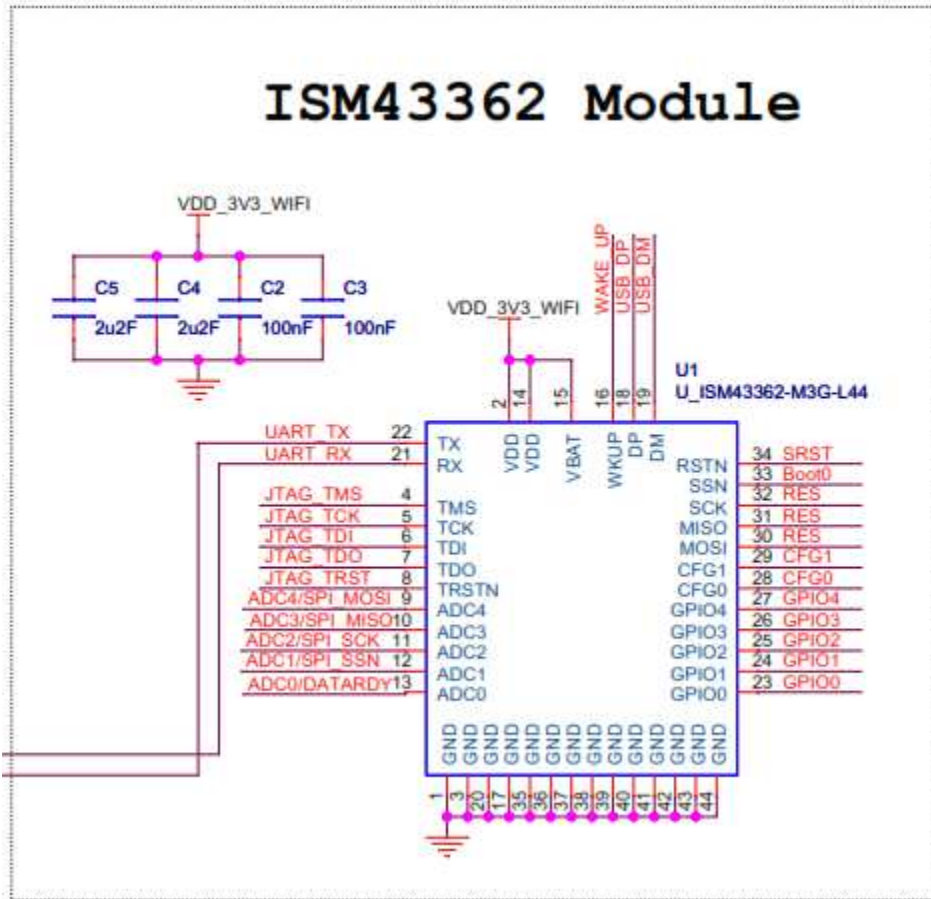 ISM43362 Module
VDD_3V3_WIFI
C5 C4 C2 C3
2u2F 2u2F 100nF 100nF
VDD_3V3_WIFI
WAKE_UP
USB_DP
USB_DM
2 14 15 16 18 19
U1
U_ISM43362-M3G-L44
VDD VDD VBAT WKUP DP DM
UART_TX 22 TX
UART_RX 21 RX
JTAG_TMS 4 TMS
JTAG_TCK 5 TCK
JTAG_TDI 6 TDI
JTAG_TDO 7 TDO
JTAG_TRST 8 TRSTN
ADC4/SPI_MOSI 9 ADC4
ADC3/SPI_MISO 10 ADC3
ADC2/SPI_SCK 11 ADC2
ADC1/SPI_SSN 12 ADC1
ADC0/DATARDY 13 ADC0
RSTN 34 SRST
SSN 33 Boot0
SCK 32 RES
MISO 31 RES
MOSI 30 RES
CFG1 29 CFG1
CFG0 28 CFG0
GPIO4 27 GPIO4
GPIO3 26 GPIO3
GPIO2 25 GPIO2
GPIO1 24 GPIO1
GPIO0 23 GPIO0
GND GND GND GND GND GND GND GND GND GND GND GND GND GND
1 3 20 17 35 36 37 38 39 40 41 42 43 44